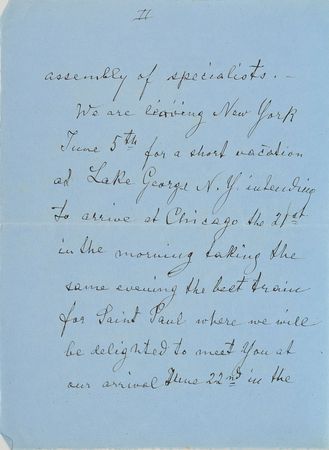 II
assembly of specialists. -
We are leaving New York
June 5th for a short vacation
at Lake George N. Y. intending
to arrive at Chicago the 21st
in the morning taking the
same evening the best train
for Saint Paul where we will
be delighted to meet You at
our arrival June 22nd in the